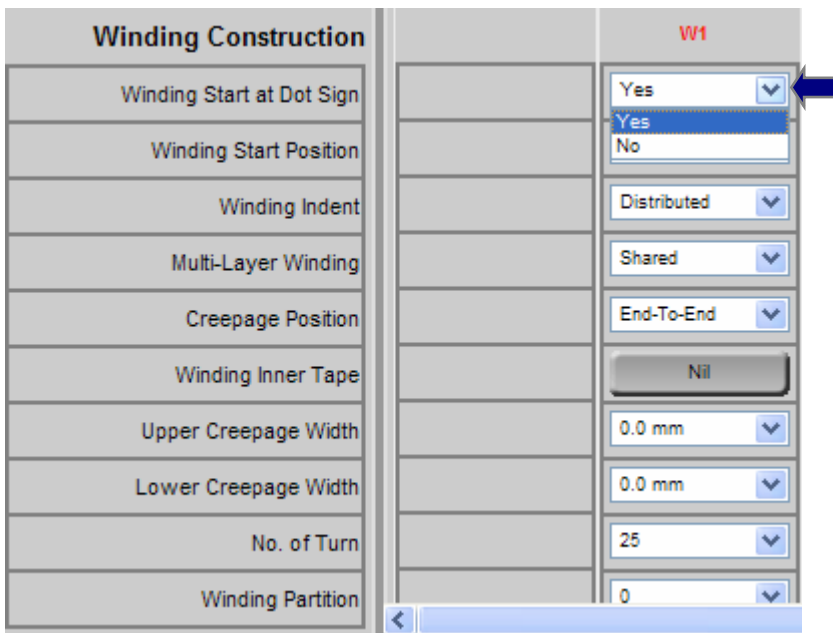 Winding Construction W1
Winding Start at Dot Sign Yes
Yes
Winding Start Position No
Winding Indent Distributed
Multi-Layer Winding Shared
Creepage Position End-To-End
Winding Inner Tape Nil
Upper Creepage Width 0.0 mm
Lower Creepage Width 0.0 mm
No. of Turn 25
Winding Partition 0